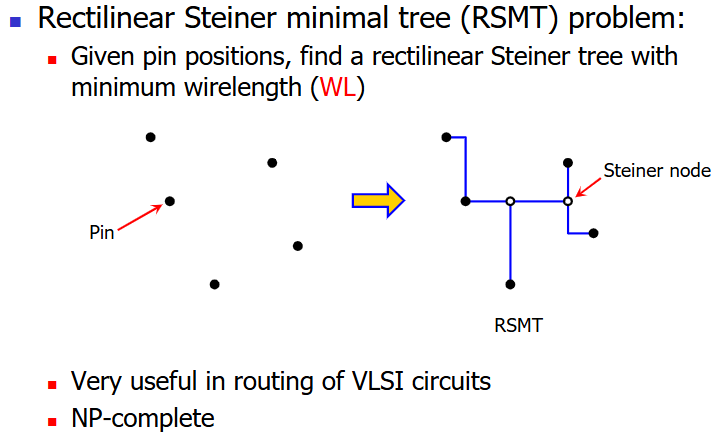 Rectilinear Steiner minimal tree (RSMT) problem:
Given pin positions, find a rectilinear Steiner tree with
minimum wirelength (WL)
Steiner node
Pin
RSMT
Very useful in routing of VLSI circuits
NP-complete